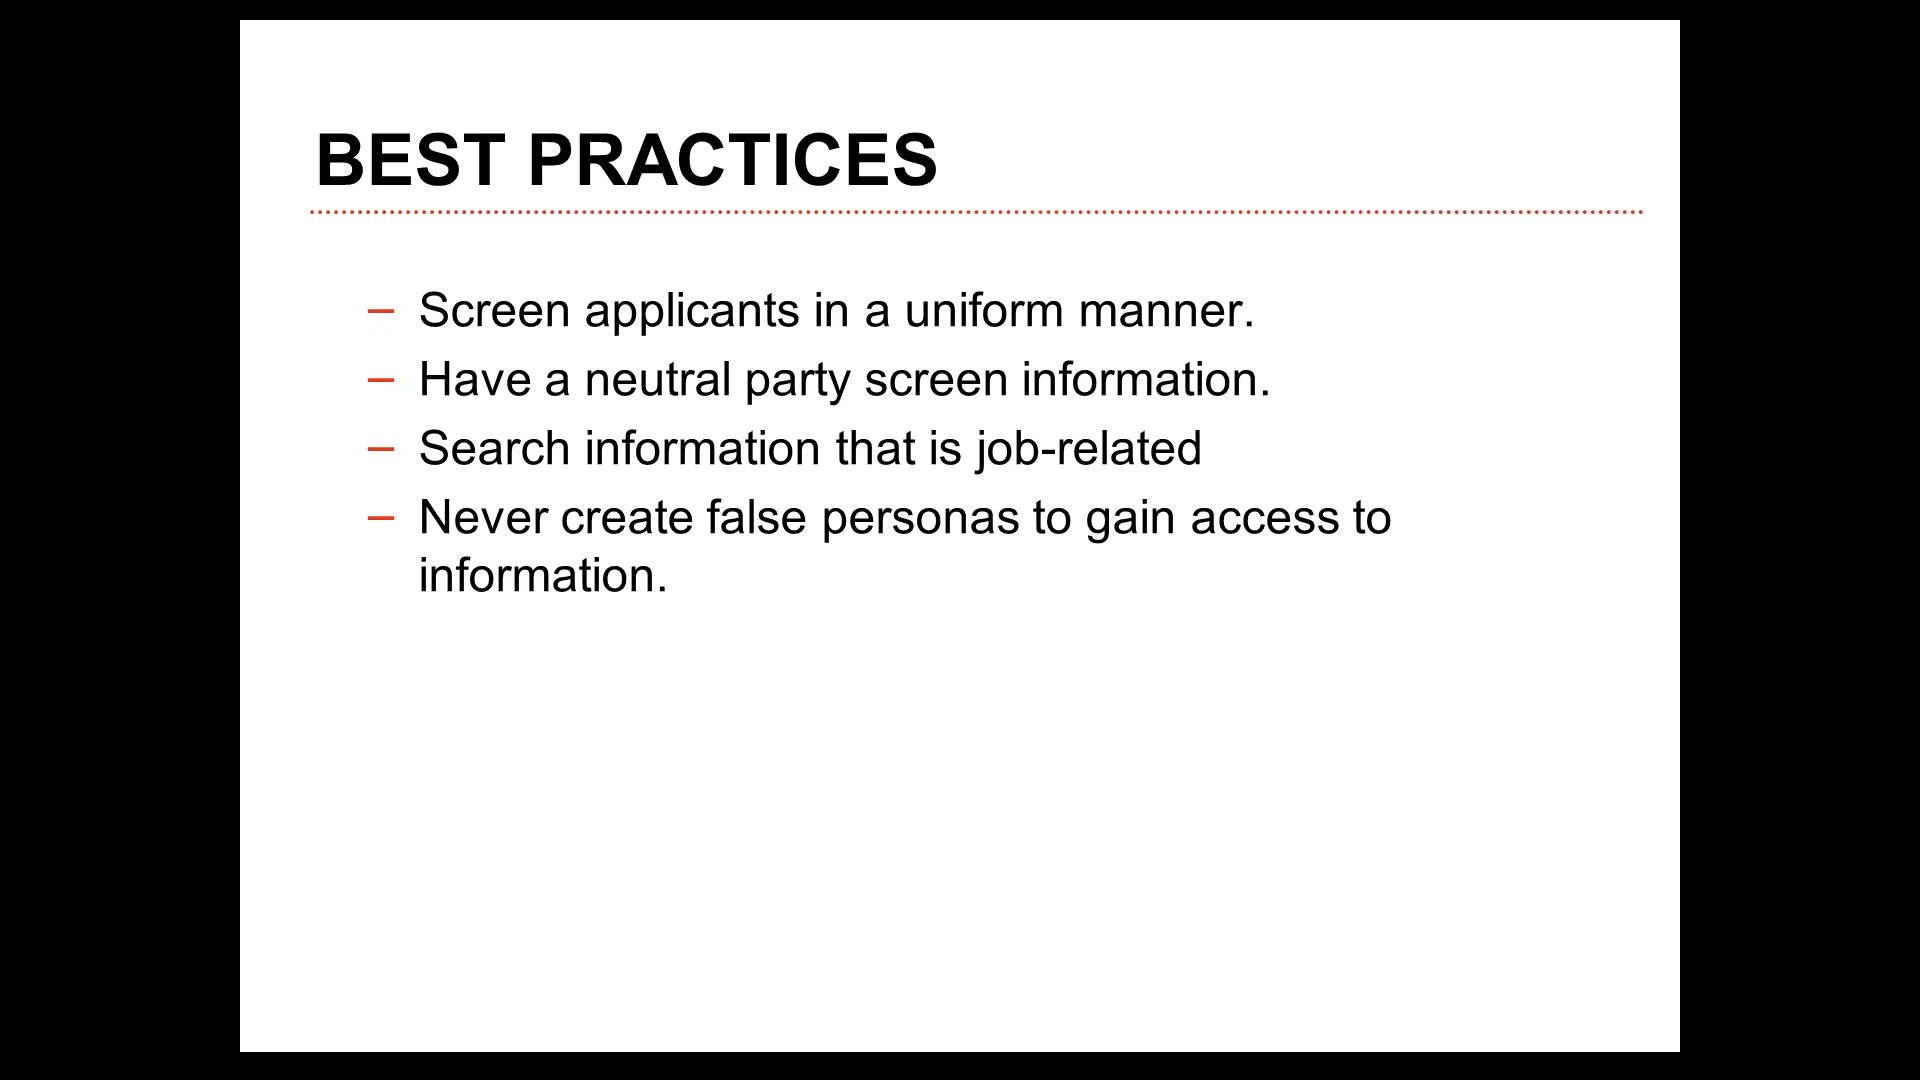 BEST PRACTICES
– Screen applicants in a uniform manner.
– Have a neutral party screen information.
– Search information that is job-related
– Never create false personas to gain access to
information.